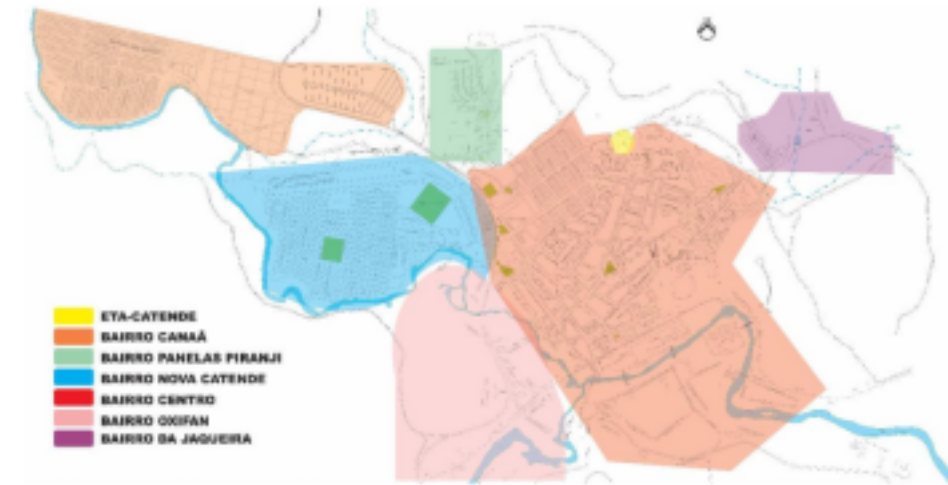 ETA-CATENDE
BAIRRO CANAÃ
BAIRRO PANELAS PIRANJI
BAIRRO NOVA CATENDE
BAIRRO CENTRO
BAIRRO OXIFAN
BAIRRO DA JAQUEIRA